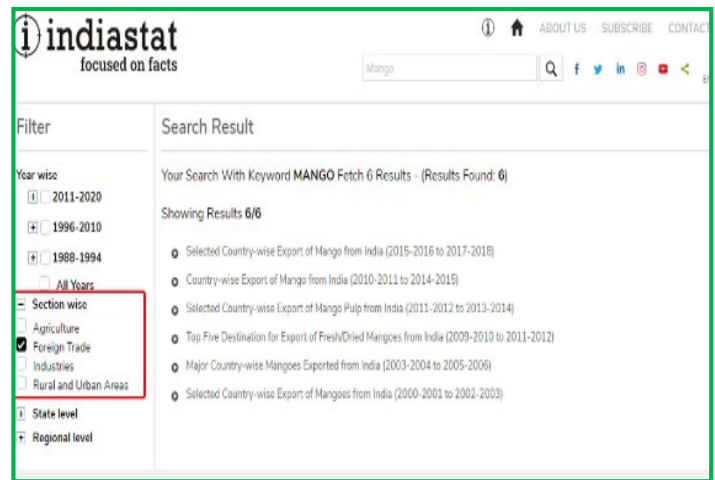 i indiastat
focused on facts
ABOUT US SUBSCRIBE CONTACT
Mango
Filter
Year wise
2011-2020
1996-2010
1988-1994
All Years
Section wise
Agriculture
Foreign Trade
Industries
Rural and Urban Areas
State level
Regional level
Search Result
Your Search With Keyword MANGO Fetch 6 Results - (Results Found: 6)
Showing Results 6/6
Selected Country-wise Export of Mango from India (2015-2016 to 2017-2018)
Country-wise Export of Mango from India (2010-2011 to 2014-2015)
Selected Country-wise Export of Mango Pulp from India (2011-2012 to 2013-2014)
Top Five Destination for Export of Fresh/Dried Mangoes from India (2009-2010 to 2011-2012)
Major Country-wise Mangoes Exported from India (2003-2004 to 2005-2006)
Selected Country-wise Export of Mangoes from India (2000-2001 to 2002-2003)